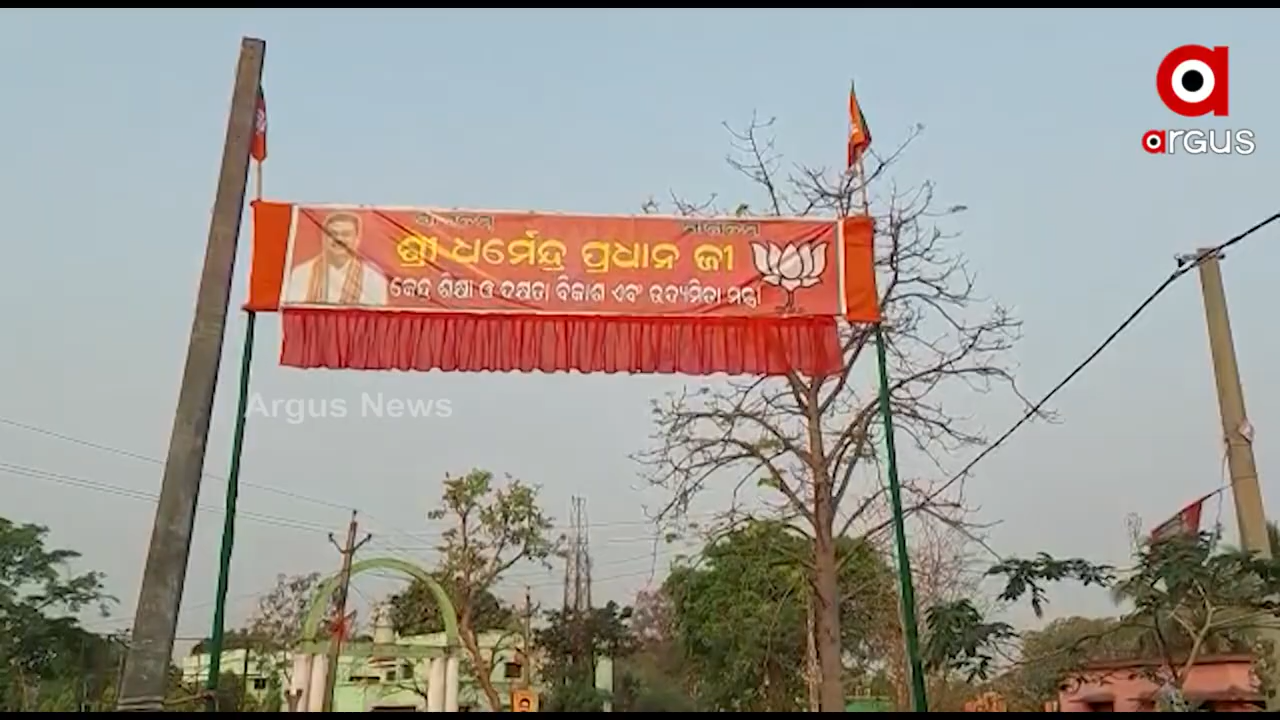 argus
ଶ୍ରୀ ଧର୍ମେନ୍ଦ୍ର ପ୍ରଧାନ ଜୀ
କେନ୍ଦ୍ର ଶିକ୍ଷା ଓ ଦକ୍ଷତା ବିକାଶ ଏବଂ ଉଦ୍ୟମିତା ମନ୍ତ୍ରୀ
Argus News